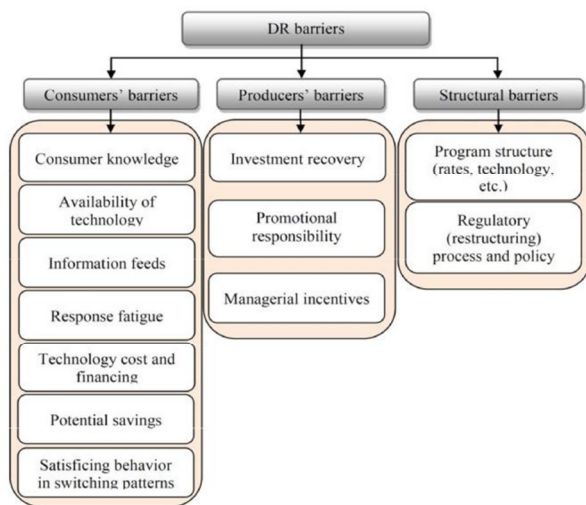 DR barriers
Consumers' barriers
Producers' barriers
Structural barriers
Consumer knowledge
Availability of
technology
Information feeds
Response fatigue
Technology cost and
financing
Potential savings
Satisficing behavior
in switching patterns
Investment recovery
Promotional
responsibility
Managerial incentives
Program structure
(rates, technology,
etc.)
Regulatory
(restructuring)
process and policy